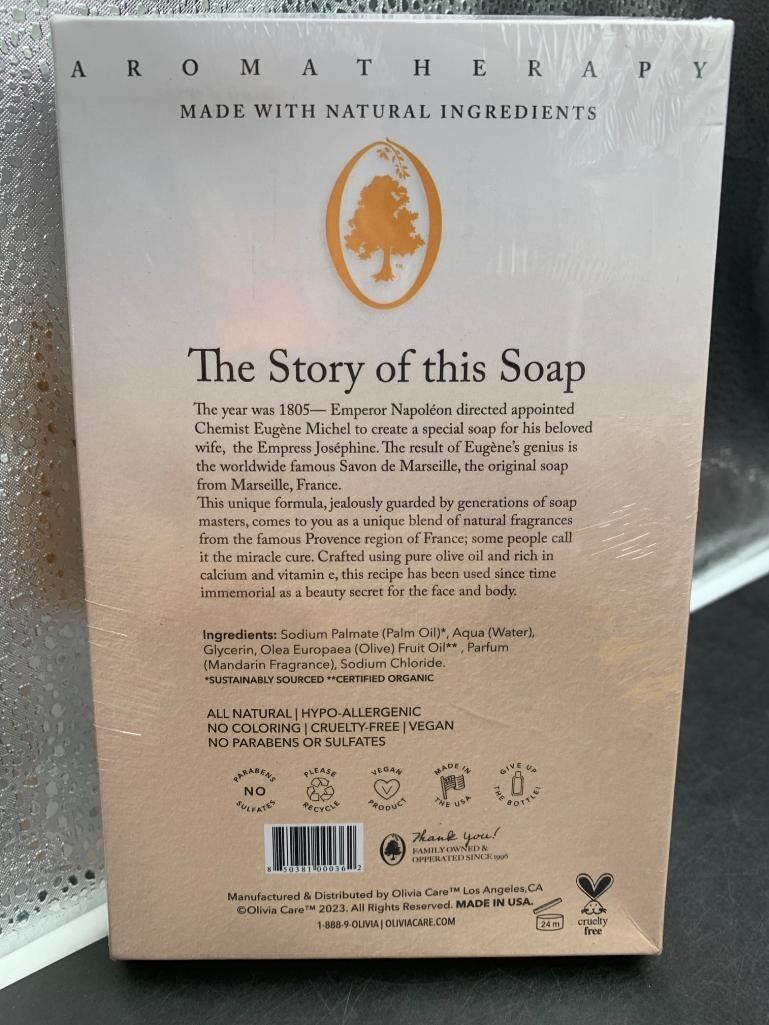 AROMATHERAPY
MADE WITH NATURAL INGREDIENTS
TM
The Story of this Soap
The year was 1805— Emperor Napoléon directed appointed
Chemist Eugène Michel to create a special soap for his beloved
wife, the Empress Joséphine. The result of Eugène's genius is
the worldwide famous Savon de Marseille, the original soap
from Marseille, France.
This unique formula, jealously guarded by generations of soap
masters, comes to you as a unique blend of natural fragrances
from the famous Provence region of France; some people call
it the miracle cure. Crafted using pure olive oil and rich in
calcium and vitamin e, this recipe has been used since time
immemorial as a beauty secret for the face and body.
Ingredients: Sodium Palmate (Palm Oil)*, Aqua (Water),
Glycerin, Olea Europaea (Olive) Fruit Oil** , Parfum
(Mandarin Fragrance), Sodium Chloride.
*SUSTAINABLY SOURCED **CERTIFIED ORGANIC
ALL NATURAL | HYPO-ALLERGENIC
NO COLORING | CRUELTY-FREE | VEGAN
NO PARABENS OR SULFATES
PARABENS NO SULFATES
PLEASE RECYCLE
VEGAN PRODUCT
MADE IN THE USA
GIVE UP THE BOTTLE!
8 50381 00036 2
Thank you!
FAMILY OWNED &
OPPERATED SINCE 1996
Manufactured & Distributed by Olivia Care™ Los Angeles,CA
©Olivia Care™ 2023. All Rights Reserved. MADE IN USA.
1-888-9-OLIVIA | OLIVIACARE.COM
24 m
cruelty
free